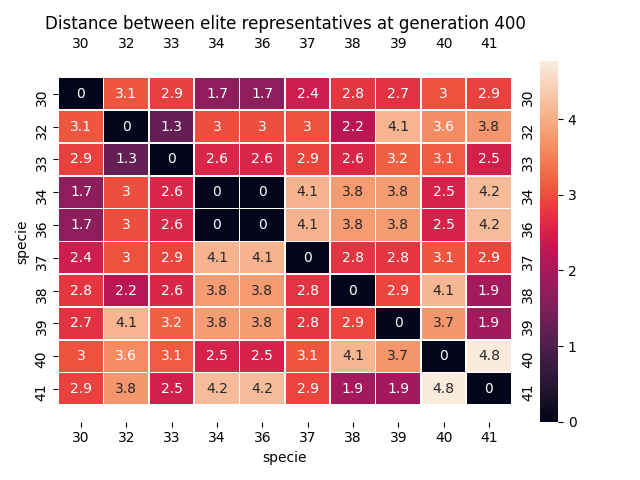 Distance between elite representatives at generation 400
30 32 33 34 36 37 38 39 40 41
30 0 3.1 2.9 1.7 1.7 2.4 2.8 2.7 3 2.9 30
32 3.1 0 1.3 3 3 3 2.2 4.1 3.6 3.8 32
33 2.9 1.3 0 2.6 2.6 2.9 2.6 3.2 3.1 2.5 33
34 1.7 3 2.6 0 0 4.1 3.8 3.8 2.5 4.2 34
36 1.7 3 2.6 0 0 4.1 3.8 3.8 2.5 4.2 36
37 2.4 3 2.9 4.1 4.1 0 2.8 2.8 3.1 2.9 37
38 2.8 2.2 2.6 3.8 3.8 2.8 0 2.9 4.1 1.9 38
39 2.7 4.1 3.2 3.8 3.8 2.8 2.9 0 3.7 1.9 39
40 3 3.6 3.1 2.5 2.5 3.1 4.1 3.7 0 4.8 40
41 2.9 3.8 2.5 4.2 4.2 2.9 1.9 1.9 4.8 0 41
30 32 33 34 36 37 38 39 40 41
specie
specie
4
3
2
1
0